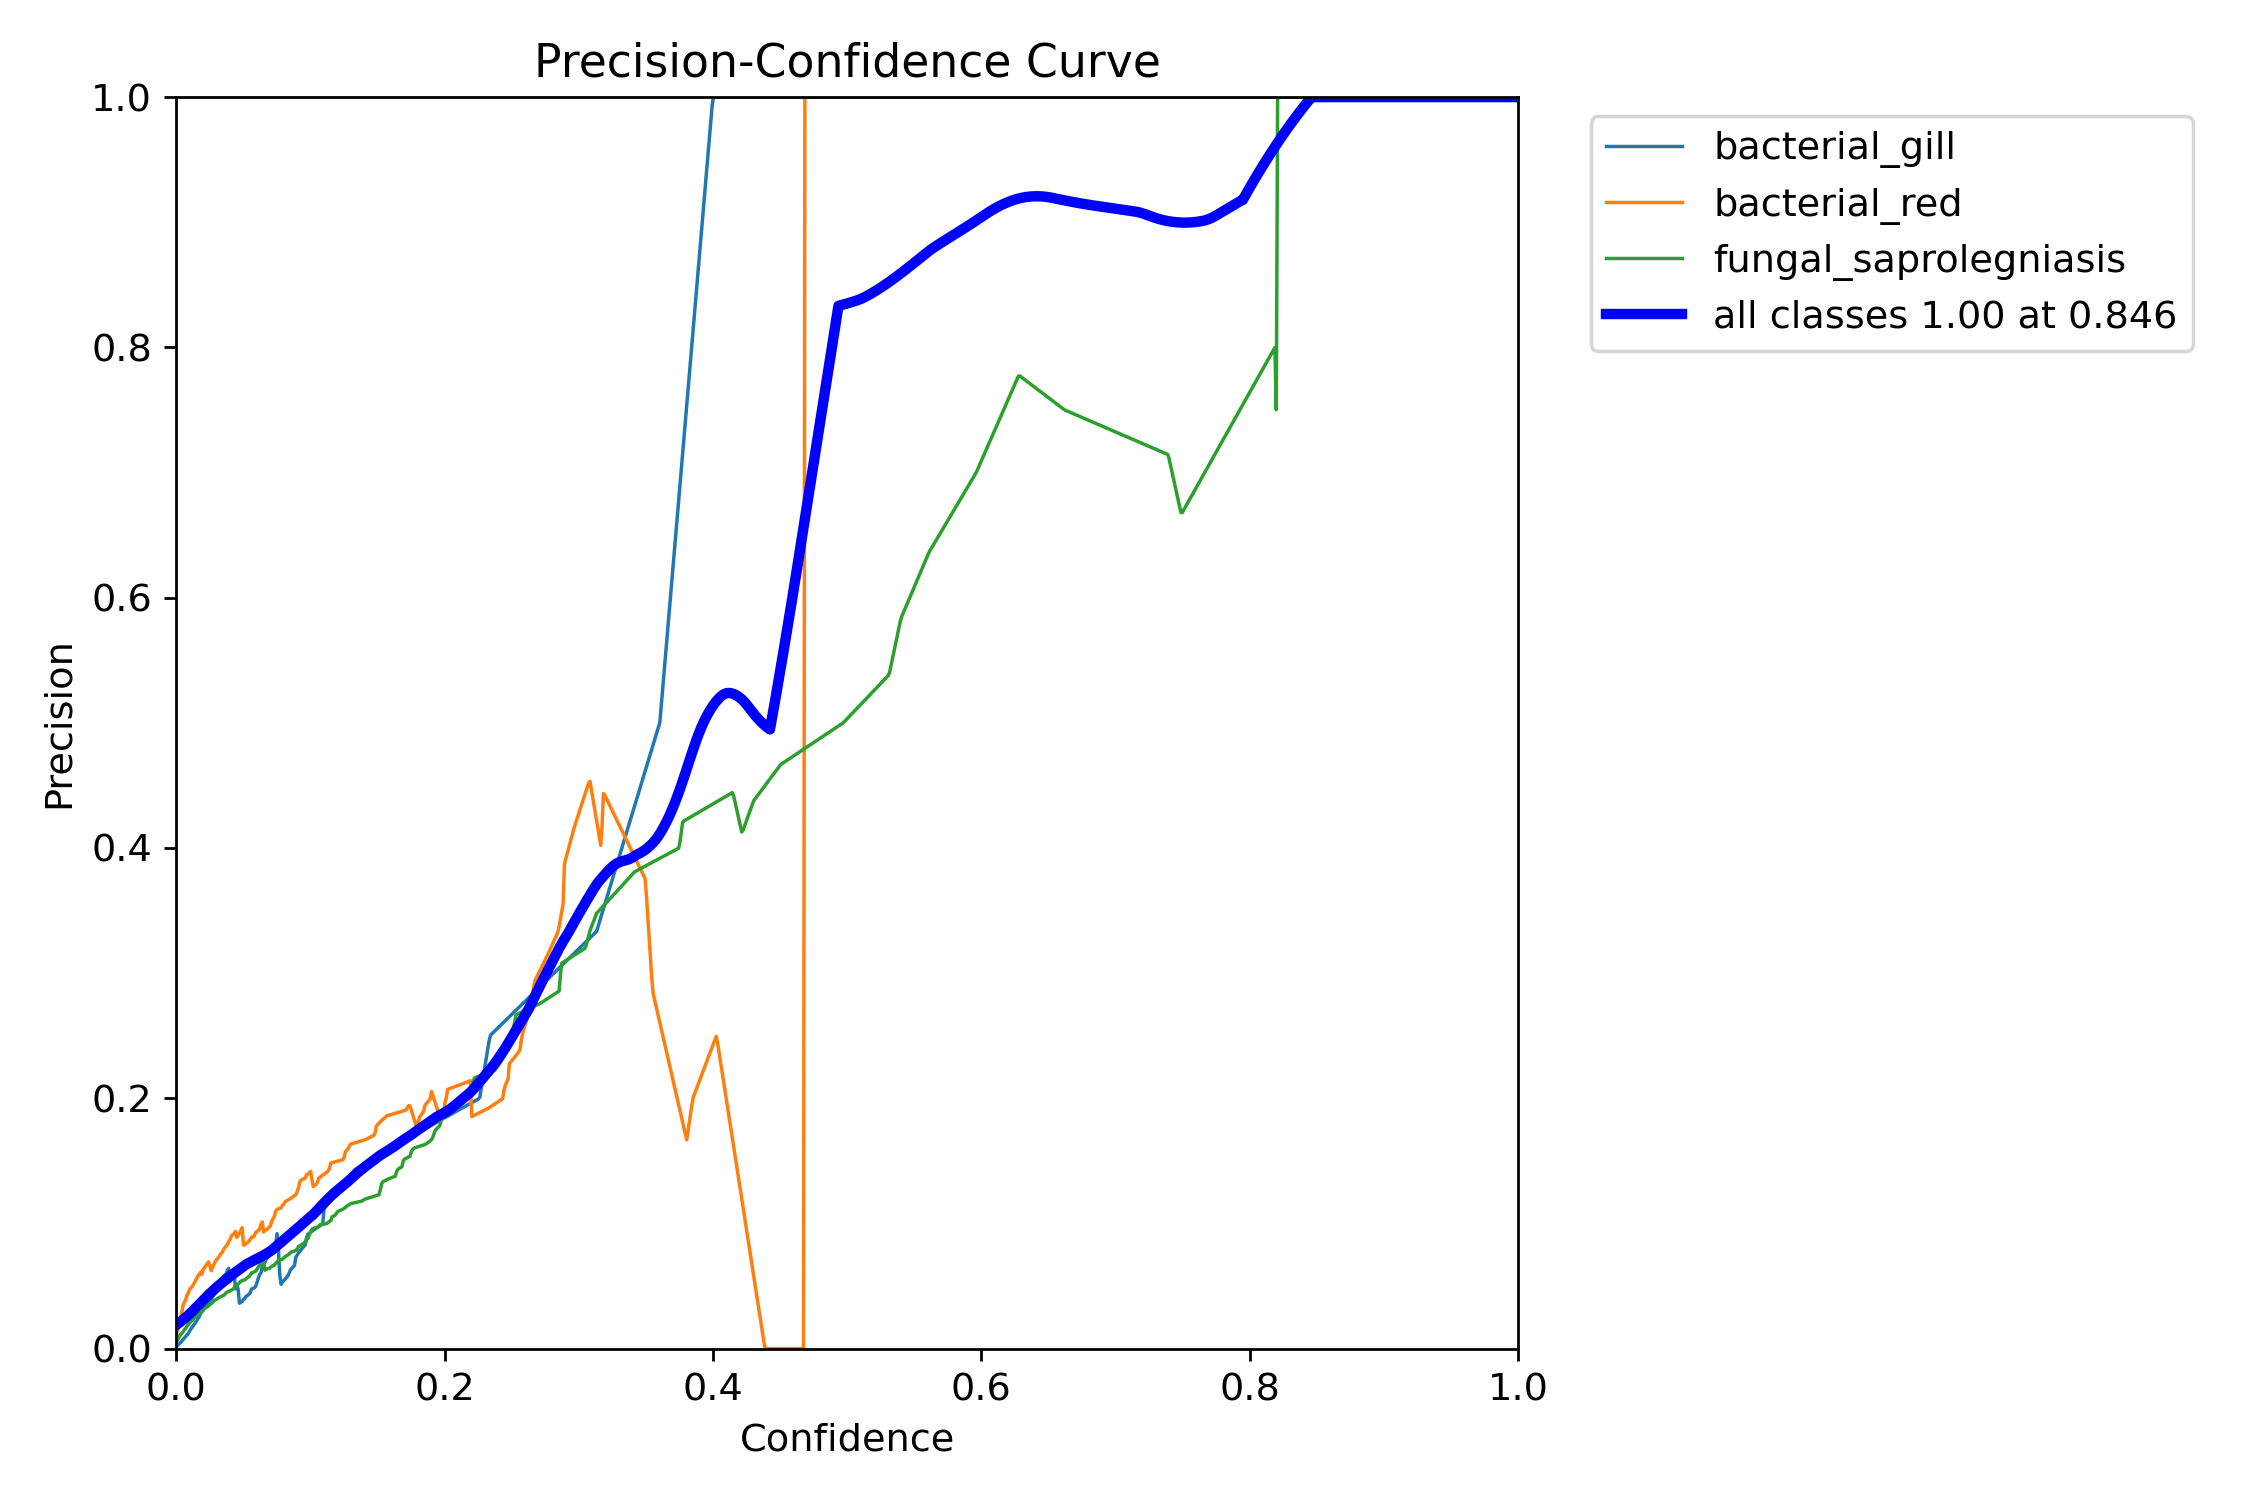 Precision-Confidence Curve
1.0
0.8
0.6
0.4
0.2
0.0
Precision
0.0 0.2 0.4 0.6 0.8 1.0
Confidence
bacterial_gill
bacterial_red
fungal_saprolegniasis
all classes 1.00 at 0.846